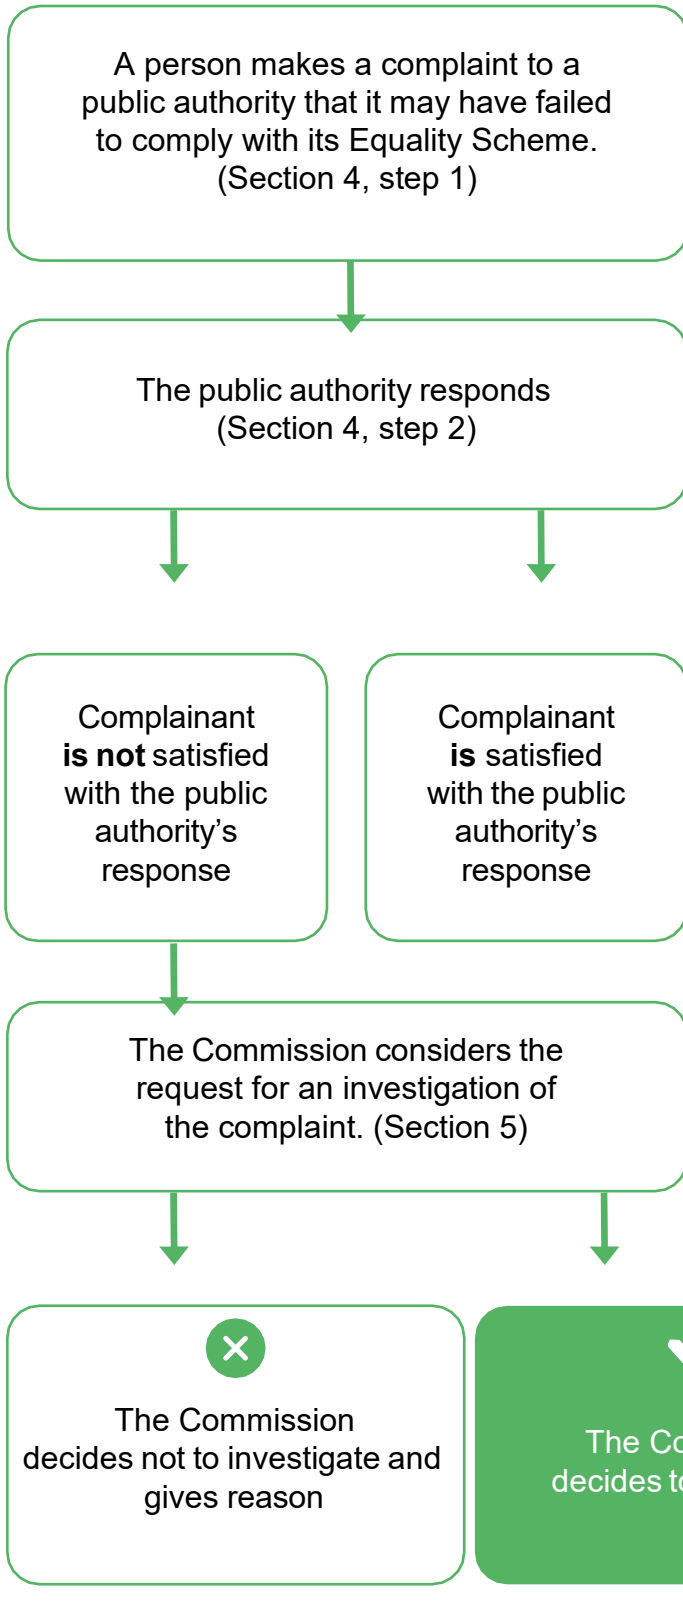 A person makes a complaint to a
public authority that it may have failed
to comply with its Equality Scheme.
(Section 4, step 1)
The public authority responds
(Section 4, step 2)
Complainant
is not satisfied
with the public
authority’s
response
Complainant
is satisfied
with the public
authority’s
response
The Commission considers the
request for an investigation of
the complaint. (Section 5)
The Commission
decides not to investigate and
gives reason
The
decides